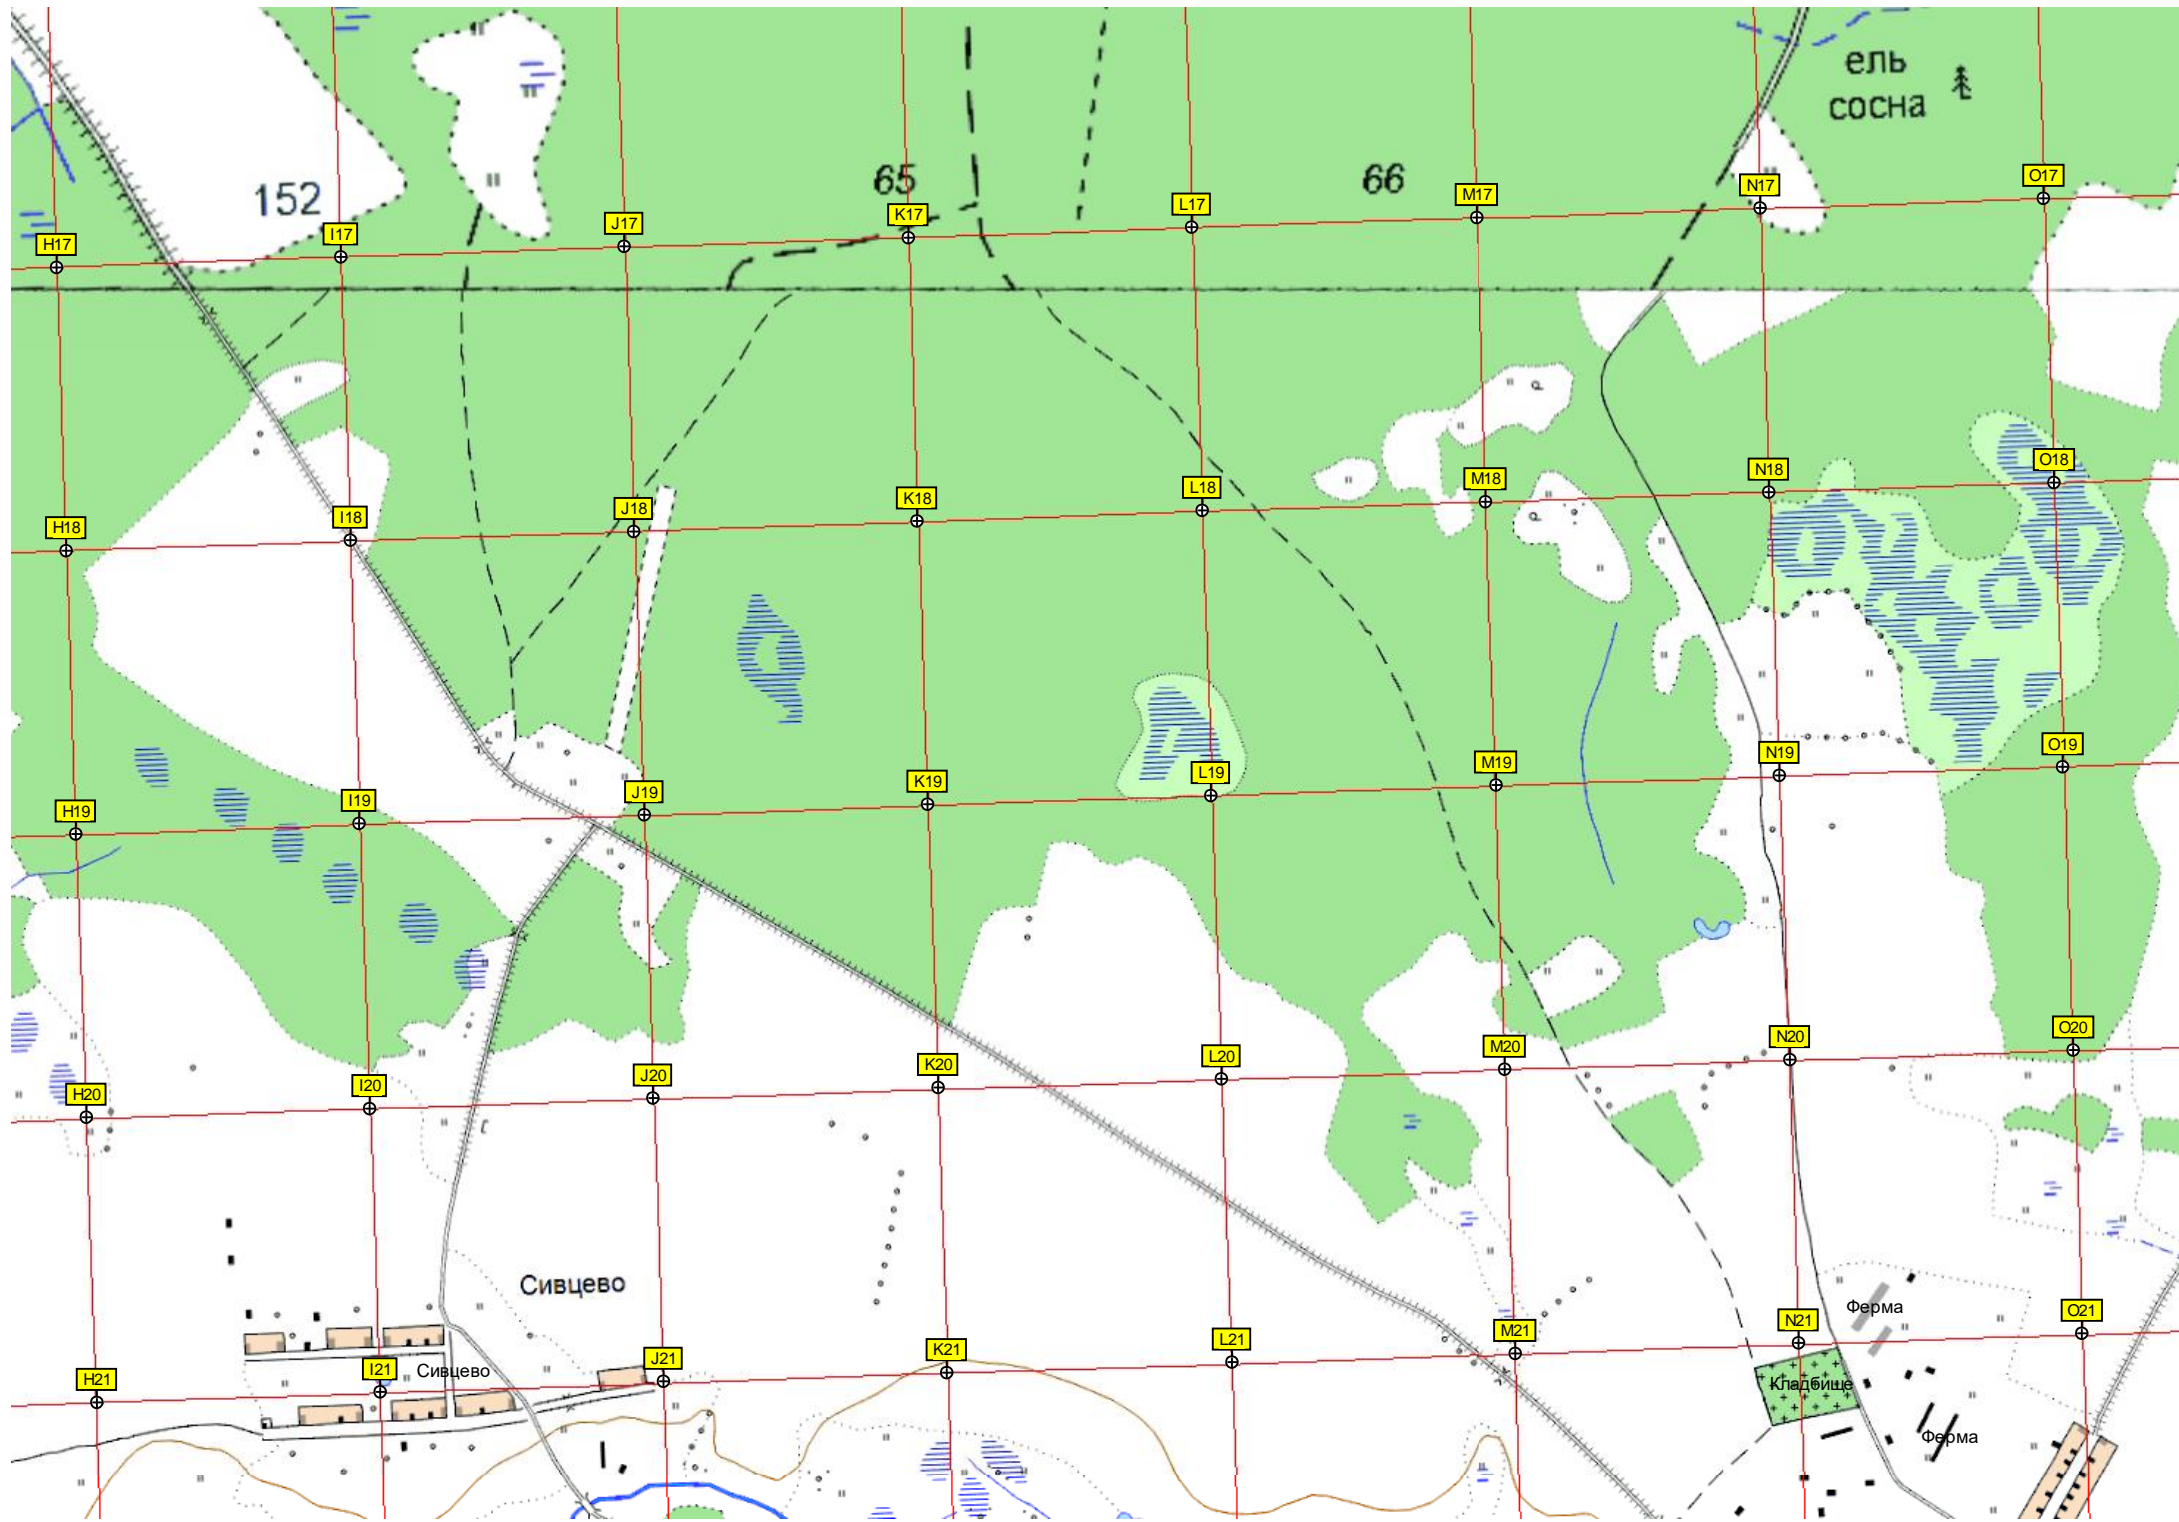 ель
сосна
65
66
152
H17
I17
J17
K17
L17
M17
N17
O17
H18
I18
J18
K18
L18
M18
N18
O18
H19
I19
J19
K19
L19
M19
N19
O19
H20
I20
J20
K20
L20
M20
N20
O20
Сивцево
Ферма
H21
I21
Сивцево
J21
K21
L21
M21
N21
O21
Кладбище
Ферма